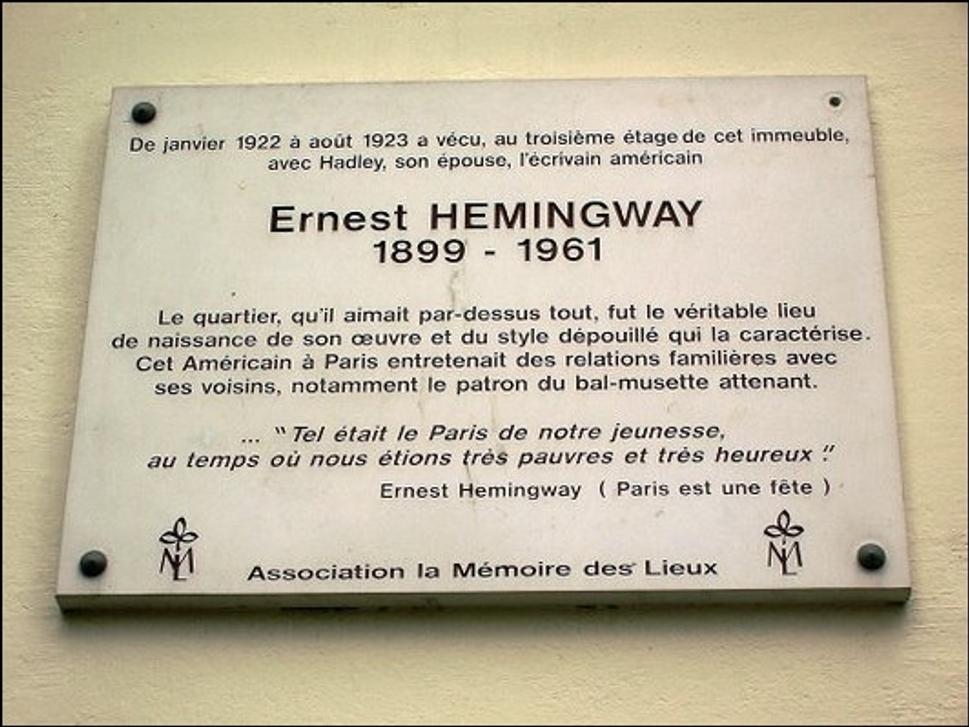 De janvier 1922 à août 1923 a vécu, au troisième étage de cet immeuble,
avec Hadley, son épouse, l'écrivain américain
Ernest HEMINGWAY
1899 - 1961
Le quartier, qu'il aimait par-dessus tout, fut le véritable lieu
de naissance de son œuvre et du style dépouillé qui la caractérise.
Cet Américain à Paris entretenait des relations familières avec
ses voisins, notamment le patron du bal-musette attenant.
... "Tel était le Paris de notre jeunesse,
au temps où nous étions très pauvres et très heureux."
Ernest Hemingway ( Paris est une fête )
Association la Mémoire des Lieux